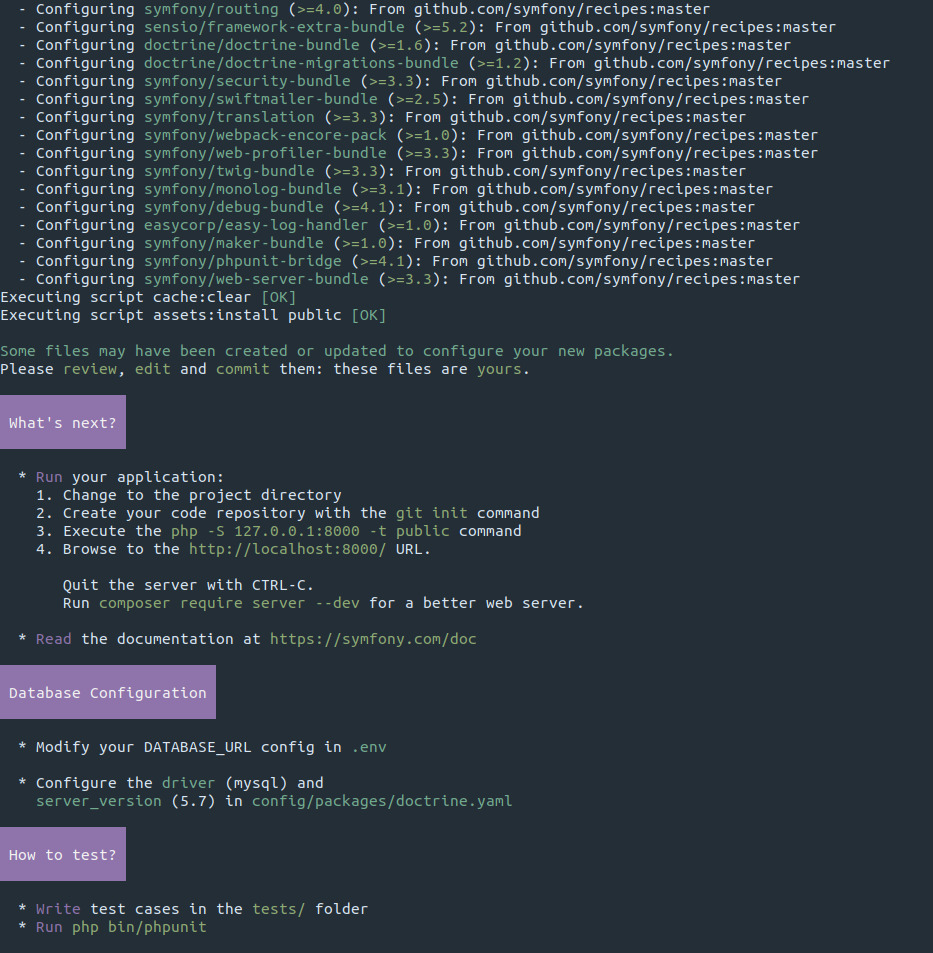 - Configuring symfony/routing (>=4.0): From github.com/symfony/recipes:master
- Configuring sensio/framework-extra-bundle (>=5.2): From github.com/symfony/recipes:master
- Configuring doctrine/doctrine-bundle (>=1.6): From github.com/symfony/recipes:master
- Configuring doctrine/doctrine-migrations-bundle (>=1.2): From github.com/symfony/recipes:master
- Configuring symfony/security-bundle (>=3.3): From github.com/symfony/recipes:master
- Configuring symfony/swiftmailer-bundle (>=2.5): From github.com/symfony/recipes:master
- Configuring symfony/translation (>=3.3): From github.com/symfony/recipes:master
- Configuring symfony/webpack-encore-pack (>=1.0): From github.com/symfony/recipes:master
- Configuring symfony/web-profiler-bundle (>=3.3): From github.com/symfony/recipes:master
- Configuring symfony/twig-bundle (>=3.3): From github.com/symfony/recipes:master
- Configuring symfony/monolog-bundle (>=3.1): From github.com/symfony/recipes:master
- Configuring symfony/debug-bundle (>=4.1): From github.com/symfony/recipes:master
- Configuring easycorp/easy-log-handler (>=1.0): From github.com/symfony/recipes:master
- Configuring symfony/maker-bundle (>=1.0): From github.com/symfony/recipes:master
- Configuring symfony/phpunit-bridge (>=4.1): From github.com/symfony/recipes:master
- Configuring symfony/web-server-bundle (>=3.3): From github.com/symfony/recipes:master
Executing script cache:clear [OK]
Executing script assets:install public [OK]
Some files may have been created or updated to configure your new packages.
Please review, edit and commit them: these files are yours.
What's next?
* Run your application:
1. Change to the project directory
2. Create your code repository with the git init command
3. Execute the php -S 127.0.0.1:8000 -t public command
4. Browse to the http://localhost:8000/ URL.
Quit the server with CTRL-C.
Run composer require server --dev for a better web server.
* Read the documentation at https://symfony.com/doc
Database Configuration
* Modify your DATABASE_URL config in .env
* Configure the driver (mysql) and
server_version (5.7) in config/packages/doctrine.yaml
How to test?
* Write test cases in the tests/ folder
* Run php bin/phpunit